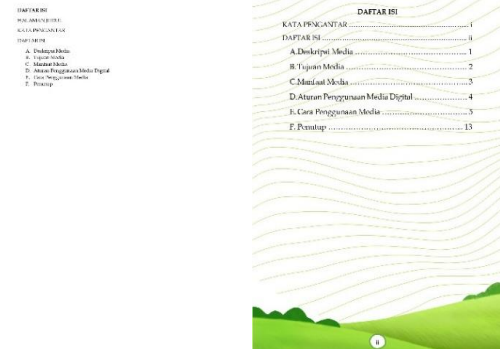 DAFTAR ISI
HALAMAN JUDUL
KATA PENGANTAR
DAFTAR ISI
A. Deskripsi Media
B. Tujuan Media
C. Manfaat Media
D. Aturan Penggunaan Media Digital
E. Cara Penggunaan Media
F. Penutup
DAFTAR ISI
KATA PENGANTAR ........................................ i
DAFTAR ISI ........................................ ii
A.Deskripsi Media ........................................ 1
B.Tujuan Media ........................................ 2
C.Manfaat Media ........................................ 3
D.Aturan Penggunaan Media Digital .................... 4
E.Cara Penggunaan Media ........................................ 5
F. Penutup ........................................ 13
ii